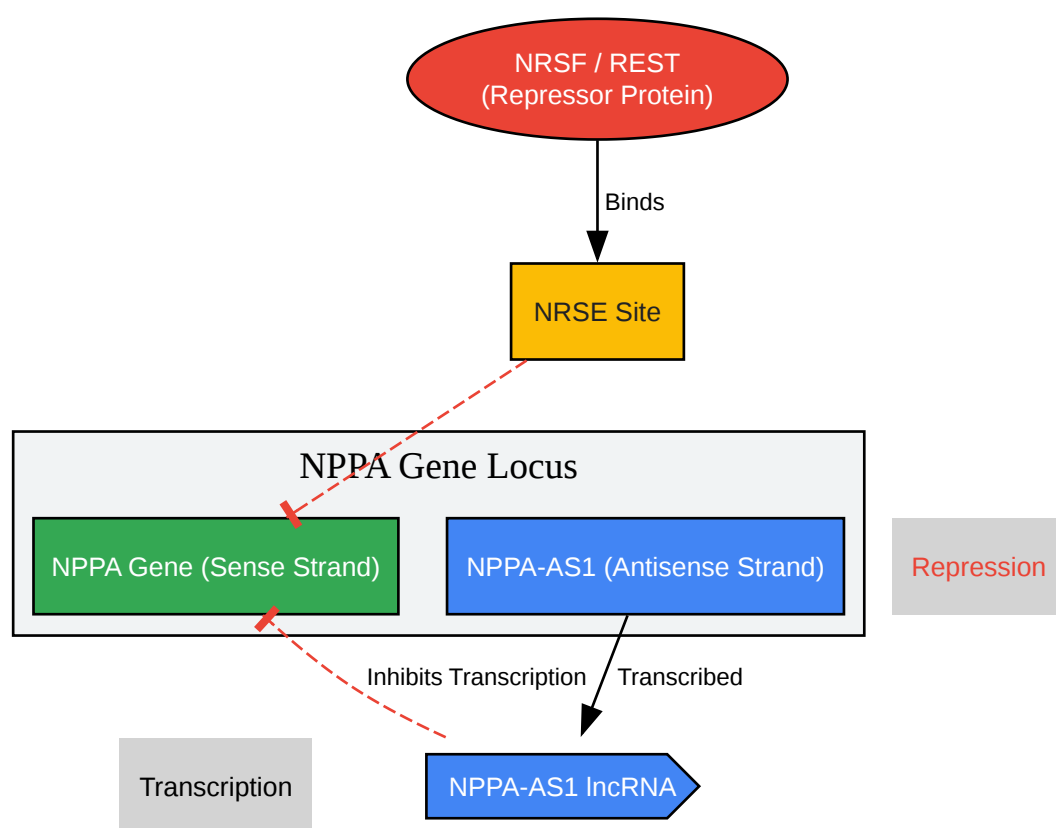 NRSF / REST
(Repressor Protein)
Binds
NRSE Site
NPPA Gene Locus
NPPA Gene (Sense Strand)
NPPA-AS1 (Antisense Strand)
Repression
Inhibits Transcription
Transcribed
Transcription
NPPA-AS1 lncRNA